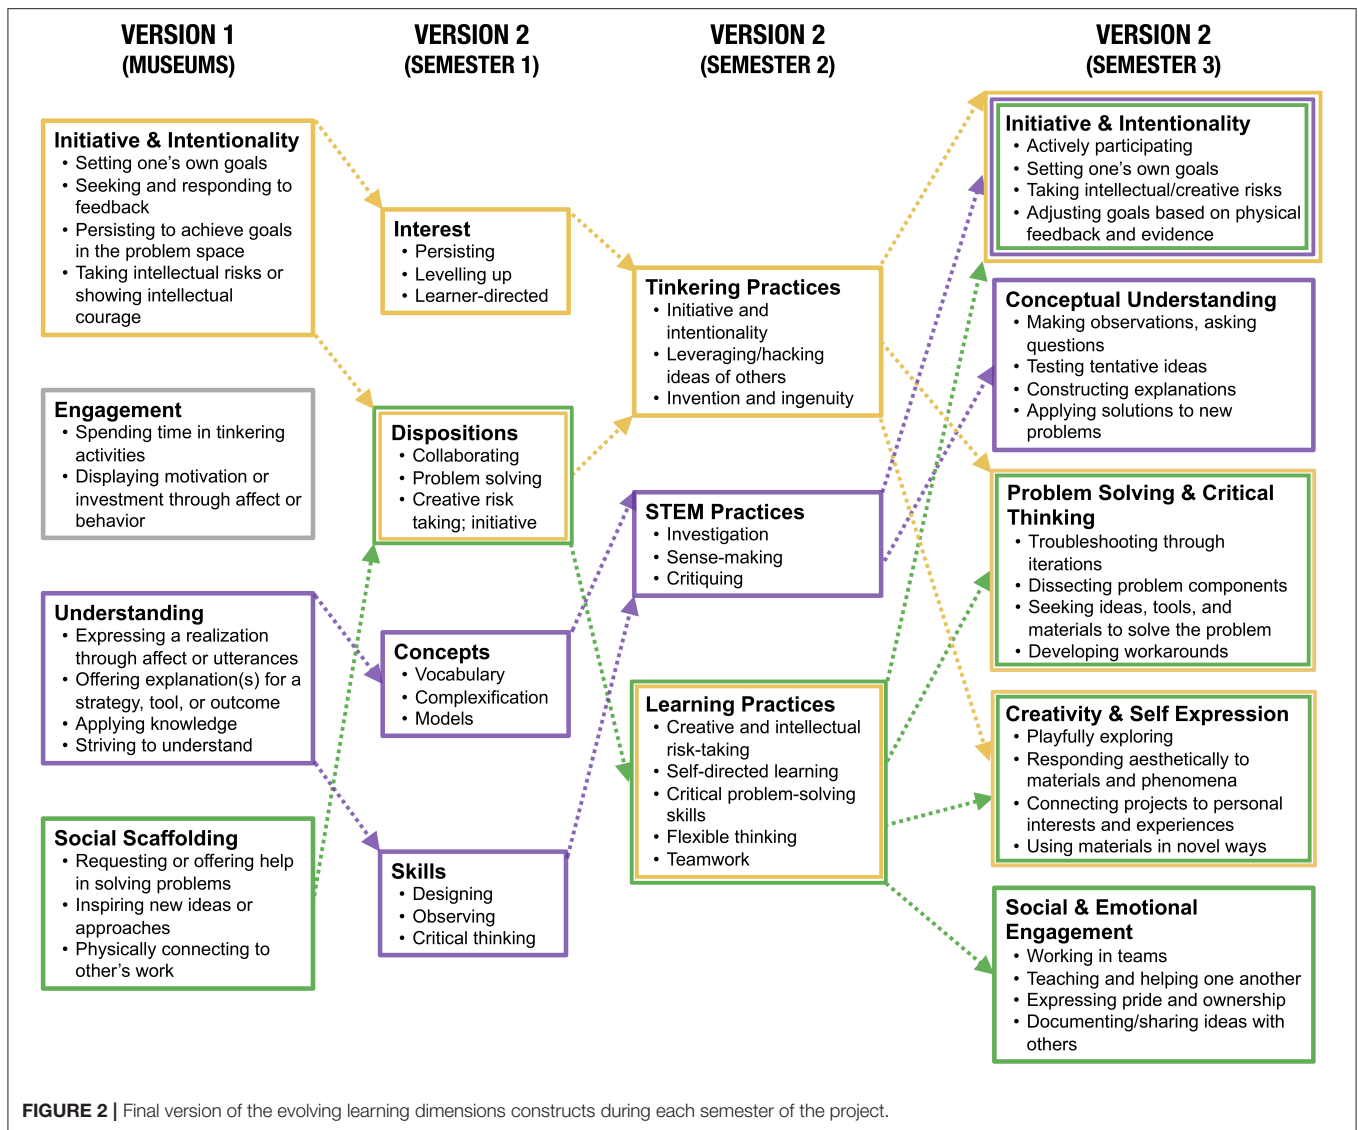 VERSION 1
(MUSEUMS)
VERSION 2
(SEMESTER 1)
VERSION 2
(SEMESTER 2)
VERSION 2
(SEMESTER 3)
Initiative & Intentionality
• Setting one's own goals
• Seeking and responding to
feedback
• Persisting to achieve goals
in the problem space
• Taking intellectual risks or
showing intellectual
courage
Engagement
• Spending time in tinkering
activities
• Displaying motivation or
investment through affect or
behavior
Understanding
• Expressing a realization
through affect or utterances
• Offering explanation(s) for a
strategy, tool, or outcome
• Applying knowledge
• Striving to understand
Social Scaffolding
• Requesting or offering help
in solving problems
• Inspiring new ideas or
approaches
• Physically connecting to
other's work
Interest
• Persisting
• Levelling up
• Learner-directed
Dispositions
• Collaborating
• Problem solving
• Creative risk
taking; initiative
Concepts
• Vocabulary
• Complexification
• Models
Skills
• Designing
• Observing
• Critical thinking
Tinkering Practices
• Initiative and
intentionality
• Leveraging/hacking
ideas of others
• Invention and ingenuity
STEM Practices
• Investigation
• Sense-making
• Critiquing
Learning Practices
• Creative and intellectual
risk-taking
• Self-directed learning
• Critical problem-solving
skills
• Flexible thinking
• Teamwork
Initiative & Intentionality
• Actively participating
• Setting one's own goals
• Taking intellectual/creative risks
• Adjusting goals based on physical
feedback and evidence
Conceptual Understanding
• Making observations, asking
questions
• Testing tentative ideas
• Constructing explanations
• Applying solutions to new
problems
Problem Solving & Critical
Thinking
• Troubleshooting through
iterations
• Dissecting problem components
• Seeking ideas, tools, and
materials to solve the problem
• Developing workarounds
Creativity & Self Expression
• Playfully exploring
• Responding aesthetically to
materials and phenomena
• Connecting projects to personal
interests and experiences
• Using materials in novel ways
Social & Emotional
Engagement
• Working in teams
• Teaching and helping one another
• Expressing pride and ownership
• Documenting/sharing ideas with
others
FIGURE 2 | Final version of the evolving learning dimensions constructs during each semester of the project.